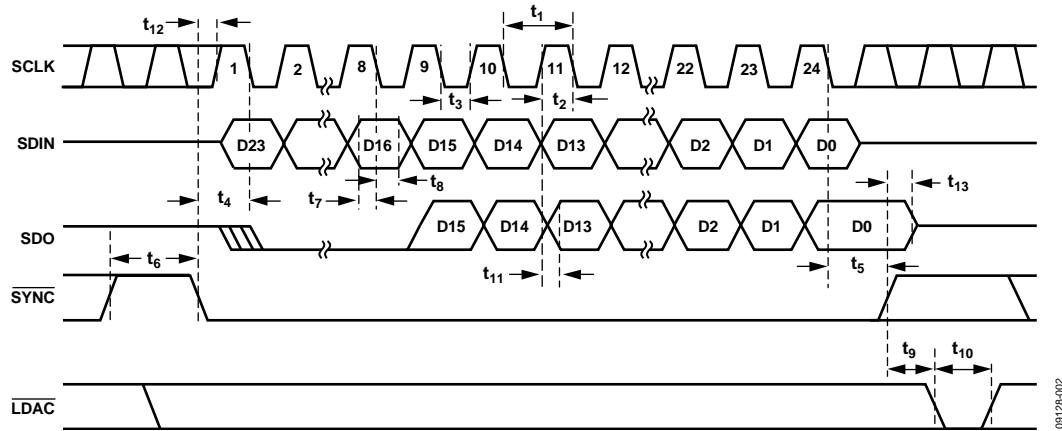 t12
t1
SCLK
1 2 8 9 10 11 12 22 23 24
t3
t2
SDIN
D23 D16 D15 D14 D13 D2 D1 D0
t4
t7
t8
t13
SDO
D15 D14 D13 D2 D1 D0
t6
t11
t5
SYNC
t9
t10
LDAC
09128-002